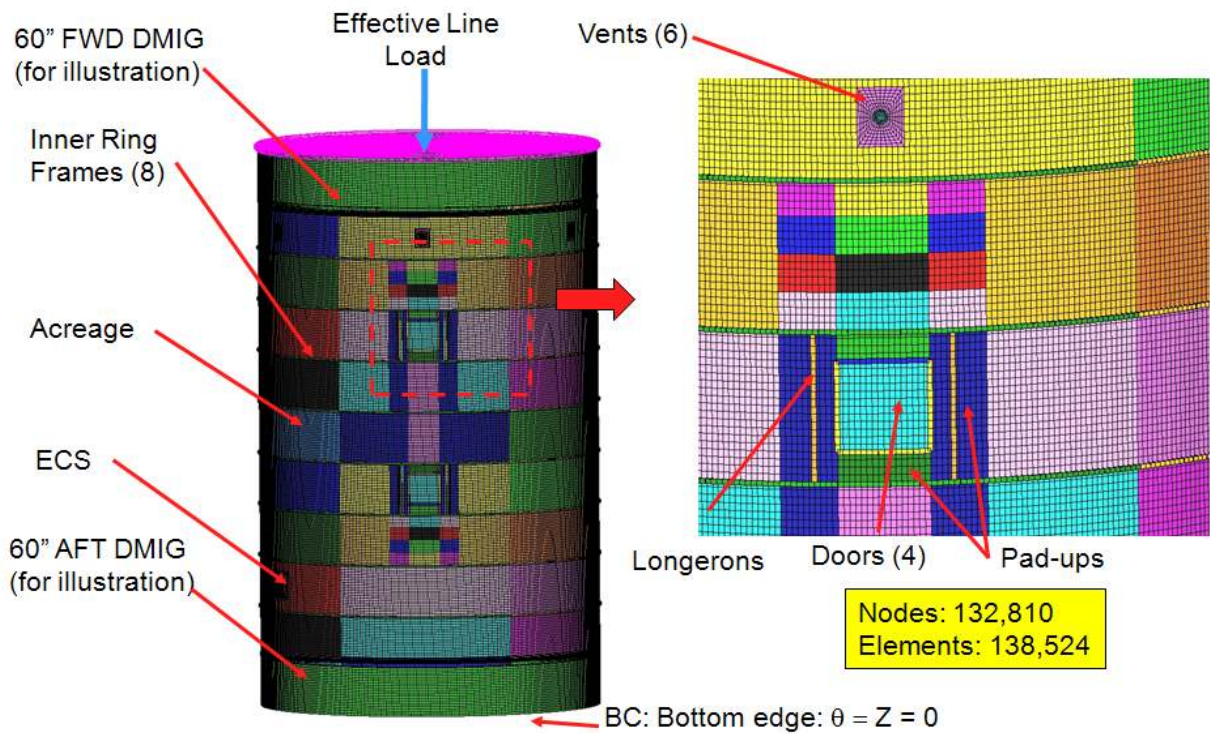 60” FWD DMIG
(for illustration)
Effective Line
Load
Vents (6)
Inner Ring
Frames (8)
Acreage
ECS
60” AFT DMIG
(for illustration)
Longerons
Doors (4)
Pad-ups
Nodes: 132,810
Elements: 138,524
BC: Bottom edge: θ = Z = 0